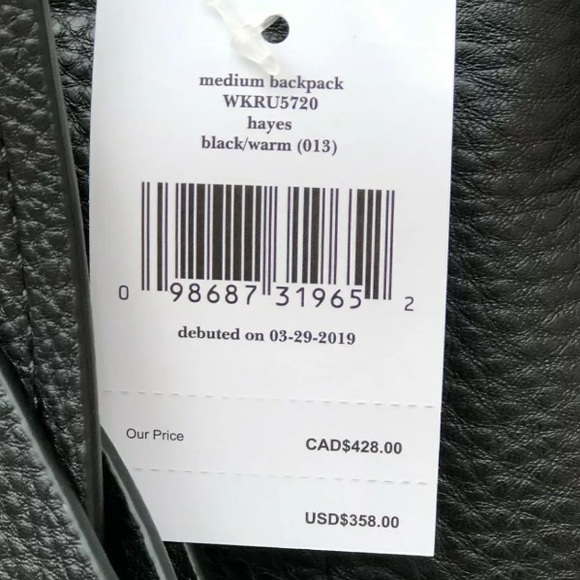 medium backpack
WKRU5720
hayes
black/warm (013)
0 98687 31965 2
debuted on 03-29-2019
Our Price CAD$428.00
USD$358.00